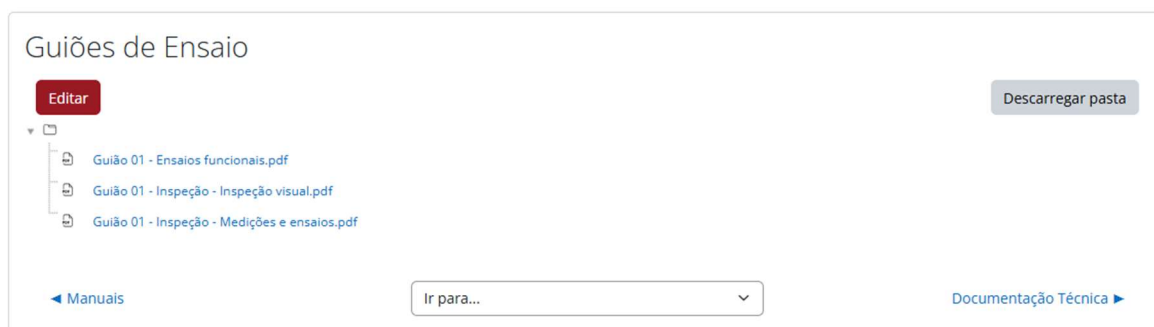 Guiões de Ensaio
Editar
Descarregar pasta
Guião 01 - Ensaios funcionais.pdf
Guião 01 - Inspeção - Inspeção visual.pdf
Guião 01 - Inspeção - Medições e ensaios.pdf
◄ Manuais
Ir para...
Documentação Técnica ►